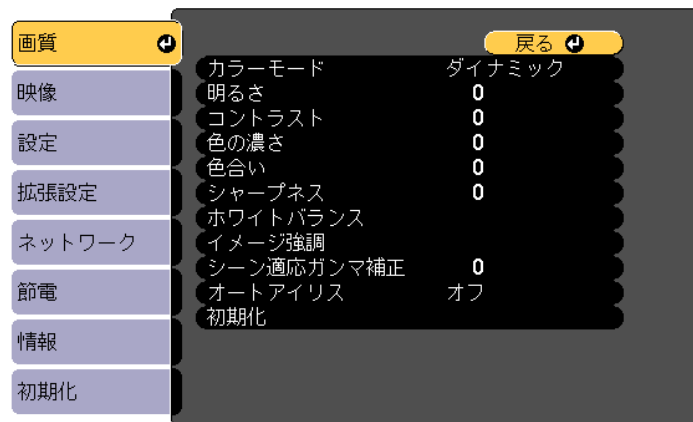 画質
映像
設定
拡張設定
ネットワーク
節電
情報
初期化
戻る
カラーモード ダイナミック
明るさ 0
コントラスト 0
色の濃さ 0
色合い 0
シャープネス 0
ホワイトバランス
イメージ強調
シーン適応ガンマ補正 0
オートアイリス オフ
初期化